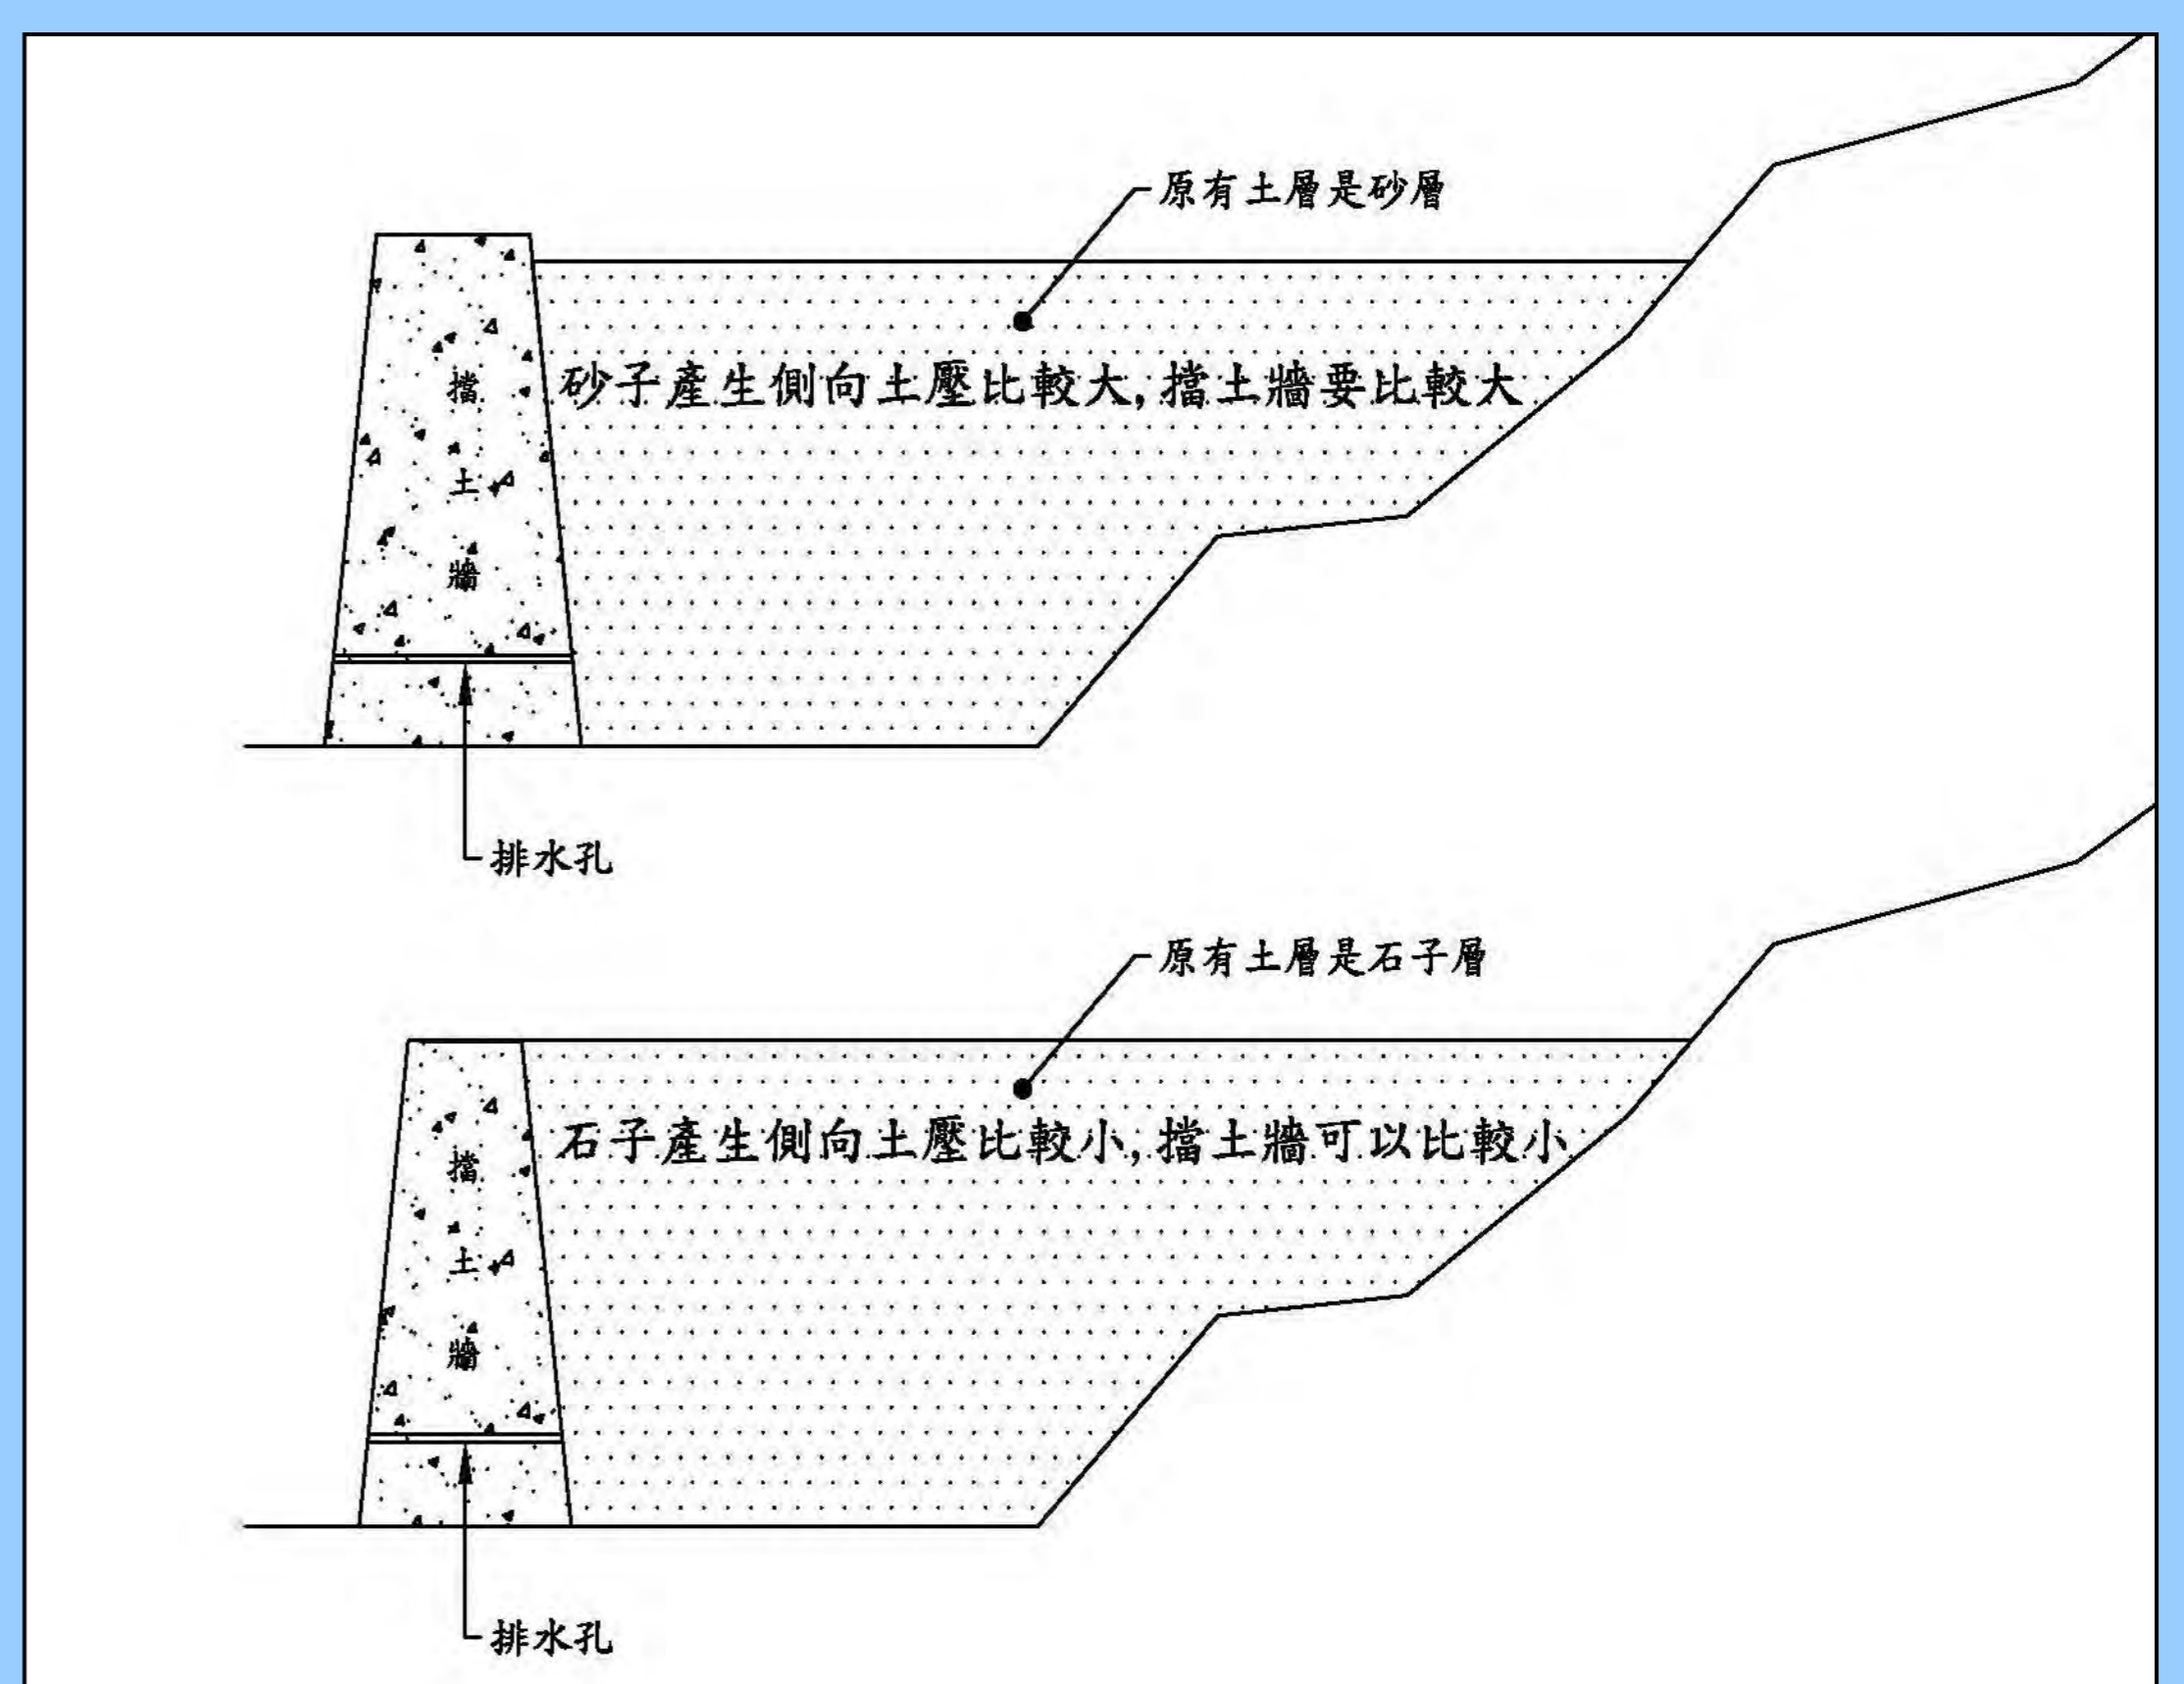 原有土層是砂層
砂子產生側向土壓比較大,擋土牆要比較大
擋土牆
排水孔
原有土層是石子層
石子產生側向土壓比較小,擋土牆可以比較小
擋土牆
排水孔